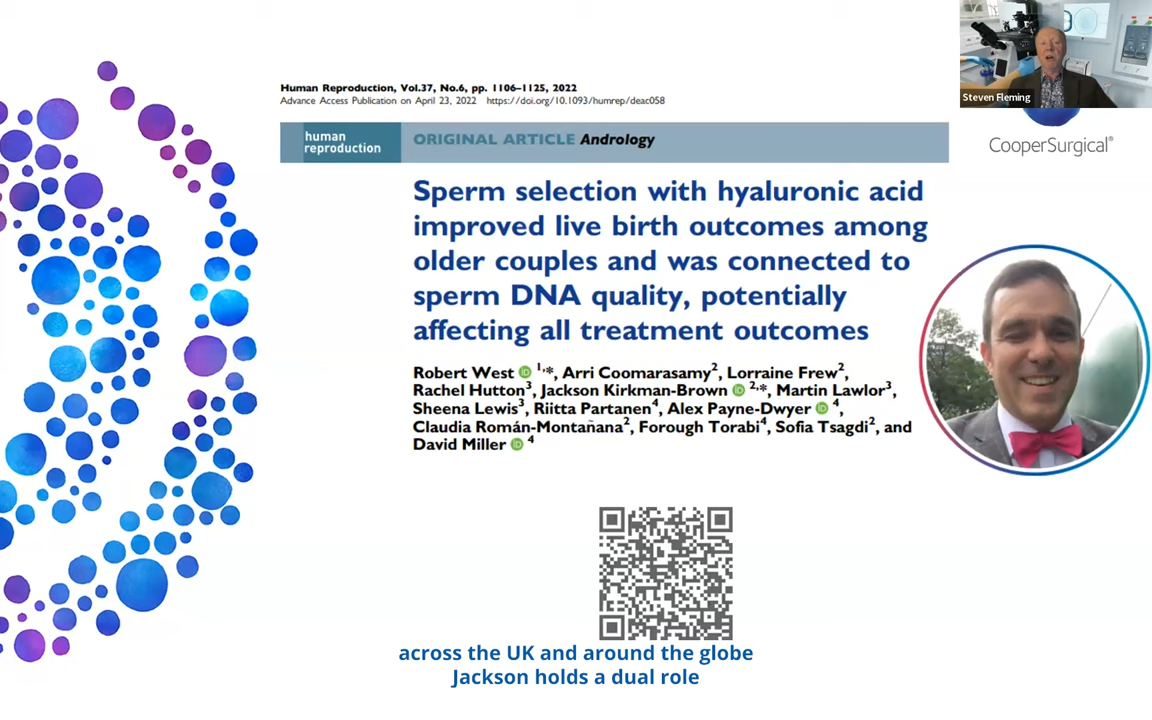 Human Reproduction, Vol.37, No.6, pp. 1106–1125, 2022
Advance Access Publication on April 23, 2022 https://doi.org/10.1093/humrep/deac058
human
reproduction
ORIGINAL ARTICLE Andrology
Steven Fleming
CooperSurgical®
Sperm selection with hyaluronic acid
improved live birth outcomes among
older couples and was connected to
sperm DNA quality, potentially
affecting all treatment outcomes
Robert West iD 1,*, Arri Coomarasamy2, Lorraine Frew2,
Rachel Hutton3, Jackson Kirkman-Brown iD 2,*, Martin Lawlor3,
Sheena Lewis3, Riitta Partanen4, Alex Payne-Dwyer iD 4,
Claudia Román-Montañana2, Forough Torabi4, Sofia Tsagdi2, and
David Miller iD 4
across the UK and around the globe
Jackson holds a dual role